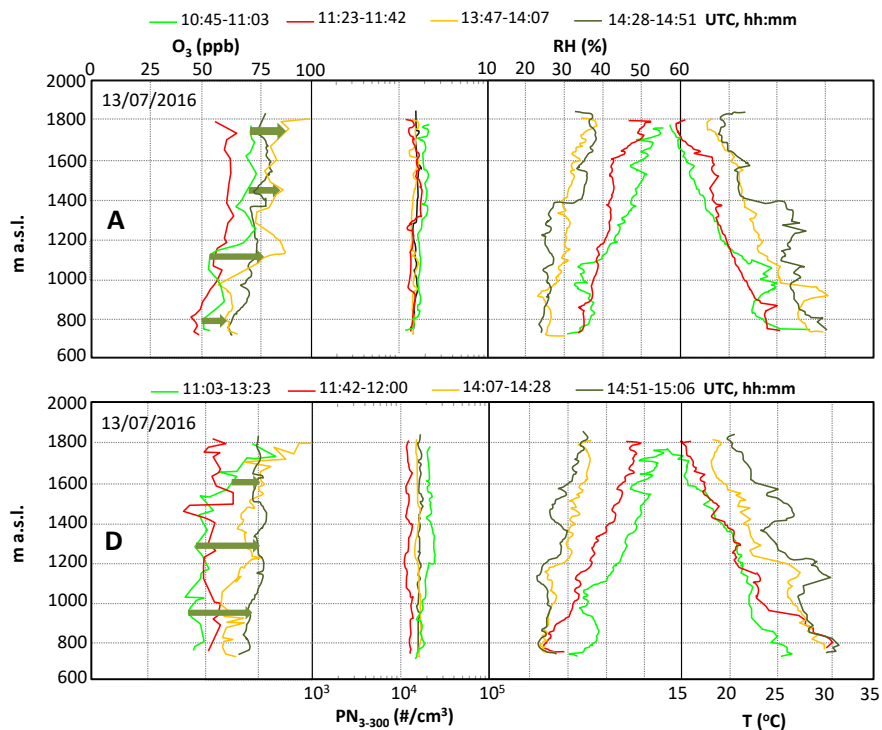 10:45-11:03 11:23-11:42 13:47-14:07 14:28-14:51 UTC, hh:mm
O3 (ppb) RH (%)
0 25 50 75 100 10 20 30 40 50 60
2000
13/07/2016
1800
1600
1400
A
1200
m a.s.l.
1000
800
600
11:03-13:23 11:42-12:00 14:07-14:28 14:51-15:06 UTC, hh:mm
2000
13/07/2016
1800
1600
1400
D
1200
m a.s.l.
1000
800
600
10³ 10⁴ 10⁵ 15 20 25 30 35
PN3-300 (#/cm³) T (°C)